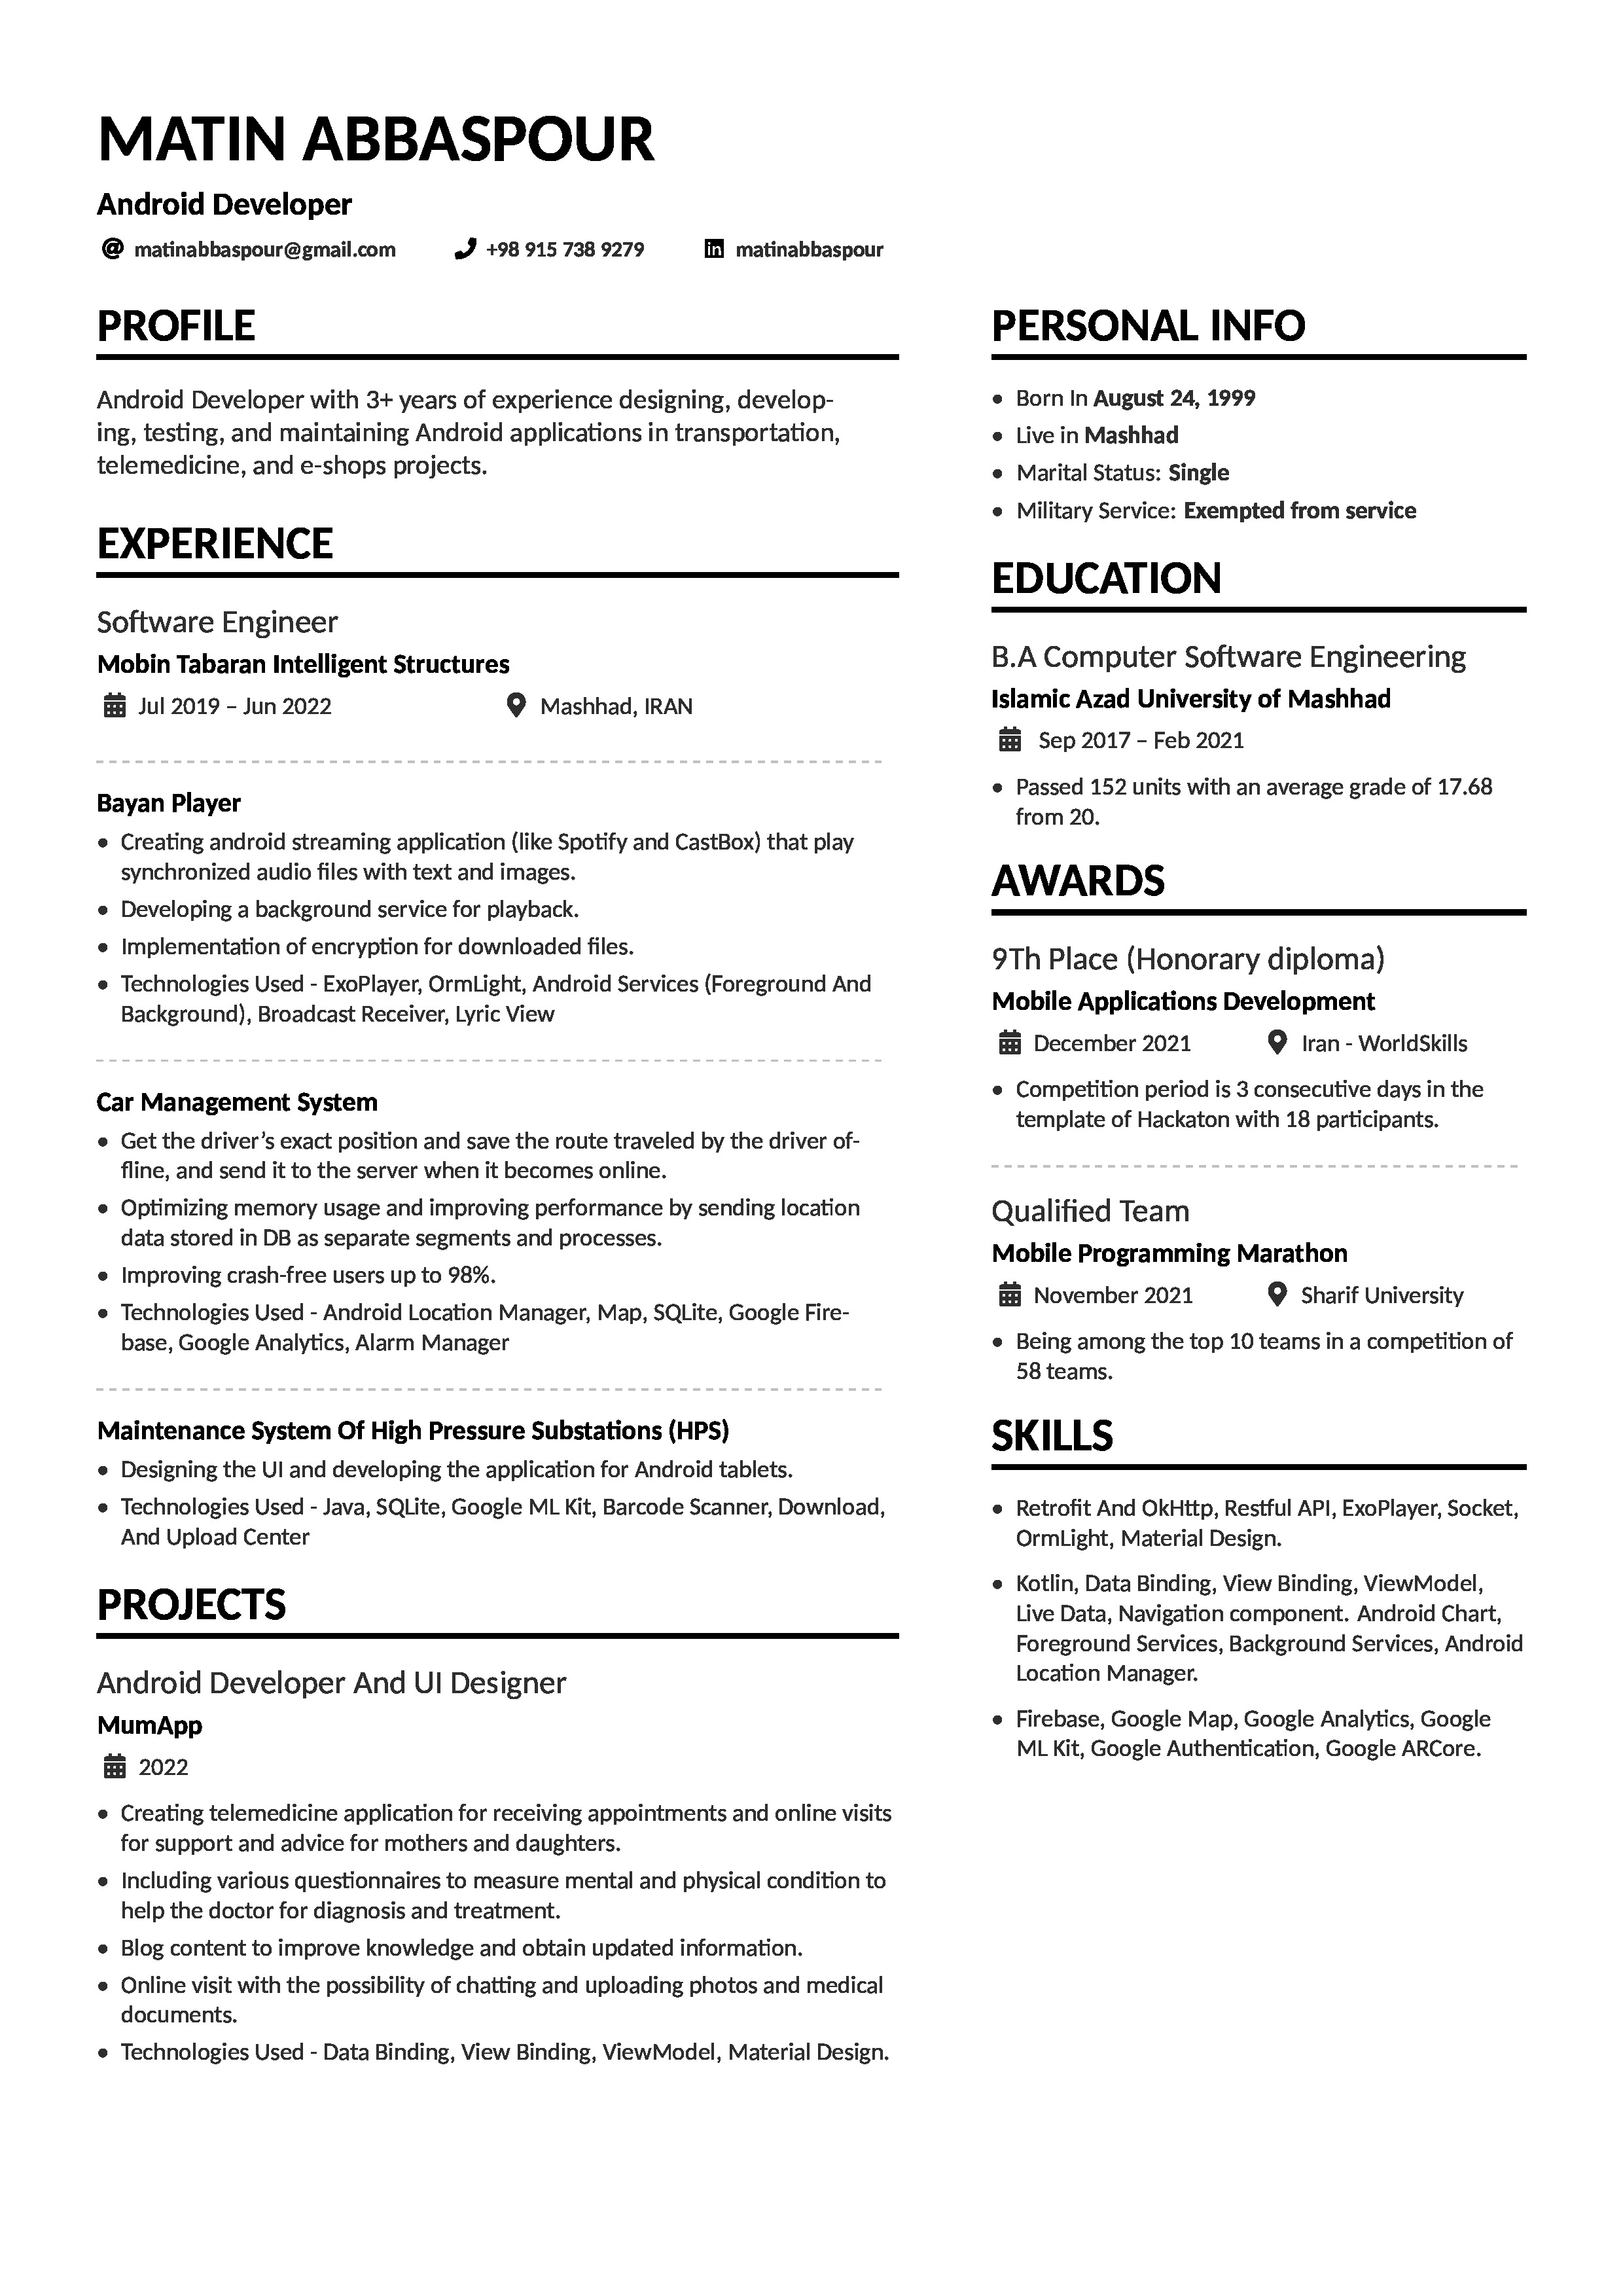 MATIN ABBASPOUR
Android Developer
matinabbaspour@gmail.com +98 915 738 9279 matinabbaspour
PROFILE
Android Developer with 3+ years of experience designing, develop-
ing, testing, and maintaining Android applications in transportation,
telemedicine, and e-shops projects.
EXPERIENCE
Software Engineer
Mobin Tabaran Intelligent Structures
Jul 2019 – Jun 2022 Mashhad, IRAN
Bayan Player
• Creating android streaming application (like Spotify and CastBox) that play
synchronized audio files with text and images.
• Developing a background service for playback.
• Implementation of encryption for downloaded files.
• Technologies Used - ExoPlayer, OrmLight, Android Services (Foreground And
Background), Broadcast Receiver, Lyric View
Car Management System
• Get the driver's exact position and save the route traveled by the driver of-
fline, and send it to the server when it becomes online.
• Optimizing memory usage and improving performance by sending location
data stored in DB as separate segments and processes.
• Improving crash-free users up to 98%.
• Technologies Used - Android Location Manager, Map, SQLite, Google Fire-
base, Google Analytics, Alarm Manager
Maintenance System Of High Pressure Substations (HPS)
• Designing the UI and developing the application for Android tablets.
• Technologies Used - Java, SQLite, Google ML Kit, Barcode Scanner, Download,
And Upload Center
PROJECTS
Android Developer And UI Designer
MumApp
2022
• Creating telemedicine application for receiving appointments and online visits
for support and advice for mothers and daughters.
• Including various questionnaires to measure mental and physical condition to
help the doctor for diagnosis and treatment.
• Blog content to improve knowledge and obtain updated information.
• Online visit with the possibility of chatting and uploading photos and medical
documents.
• Technologies Used - Data Binding, View Binding, ViewModel, Material Design.
PERSONAL INFO
• Born In August 24, 1999
• Live in Mashhad
• Marital Status: Single
• Military Service: Exempted from service
EDUCATION
B.A Computer Software Engineering
Islamic Azad University of Mashhad
Sep 2017 – Feb 2021
• Passed 152 units with an average grade of 17.68
from 20.
AWARDS
9Th Place (Honorary diploma)
Mobile Applications Development
December 2021 Iran - WorldSkills
• Competition period is 3 consecutive days in the
template of Hackaton with 18 participants.
Qualified Team
Mobile Programming Marathon
November 2021 Sharif University
• Being among the top 10 teams in a competition of
58 teams.
SKILLS
• Retrofit And OkHttp, Restful API, ExoPlayer, Socket,
OrmLight, Material Design.
• Kotlin, Data Binding, View Binding, ViewModel,
Live Data, Navigation component. Android Chart,
Foreground Services, Background Services, Android
Location Manager.
• Firebase, Google Map, Google Analytics, Google
ML Kit, Google Authentication, Google ARCore.